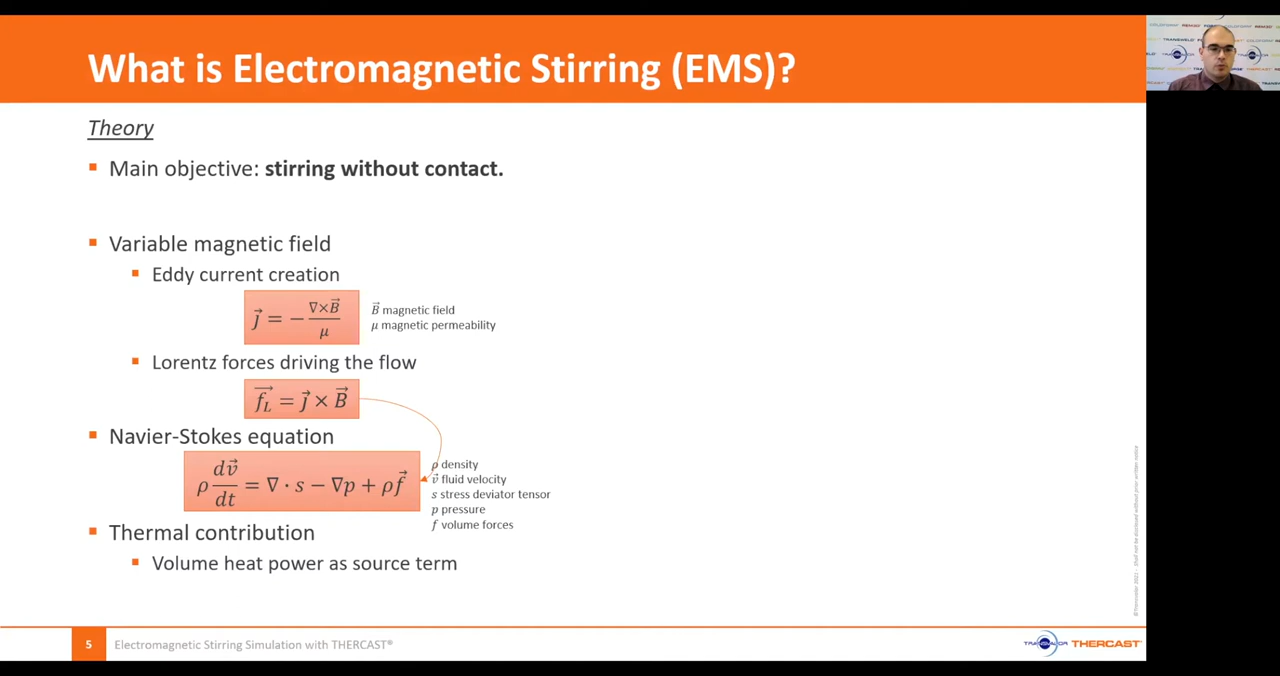 What is Electromagnetic Stirring (EMS)?
Theory
Main objective: stirring without contact.
Variable magnetic field
Eddy current creation
j⃗ = − ∇×B⃗ / μ
B⃗ magnetic field
μ magnetic permeability
Lorentz forces driving the flow
f_L⃗ = j⃗ × B⃗
Navier-Stokes equation
ρ dv⃗/dt = ∇ · s − ∇p + ρf⃗
ρ density
v⃗ fluid velocity
s stress deviator tensor
p pressure
f volume forces
Thermal contribution
Volume heat power as source term
5
Electromagnetic Stirring Simulation with THERCAST®
TRANSVALOR THERCAST®